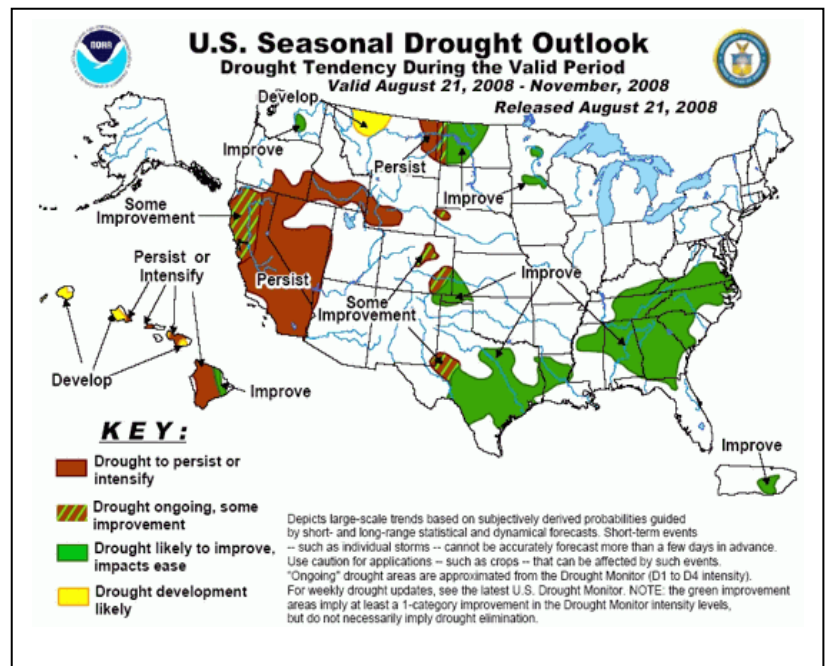 NOAA
U.S. Seasonal Drought Outlook
Drought Tendency During the Valid Period
Valid August 21, 2008 - November, 2008
Released August 21, 2008
Develop
Improve
Persist
Improve
Some
Improvement
Persist or
Intensify
Persist
Improve
Some
Improvement
Develop
Improve
Improve
KEY:
Drought to persist or
intensify
Drought ongoing, some
improvement
Drought likely to improve,
impacts ease
Drought development
likely
Depicts large-scale trends based on subjectively derived probabilities guided
by short- and long-range statistical and dynamical forecasts. Short-term events
-- such as individual storms -- cannot be accurately forecast more than a few days in advance.
Use caution for applications -- such as crops -- that can be affected by such events.
"Ongoing" drought areas are approximated from the Drought Monitor (D1 to D4 intensity).
For weekly drought updates, see the latest U.S. Drought Monitor. NOTE: the green improvement
areas imply at least a 1-category improvement in the Drought Monitor intensity levels,
but do not necessarily imply drought elimination.